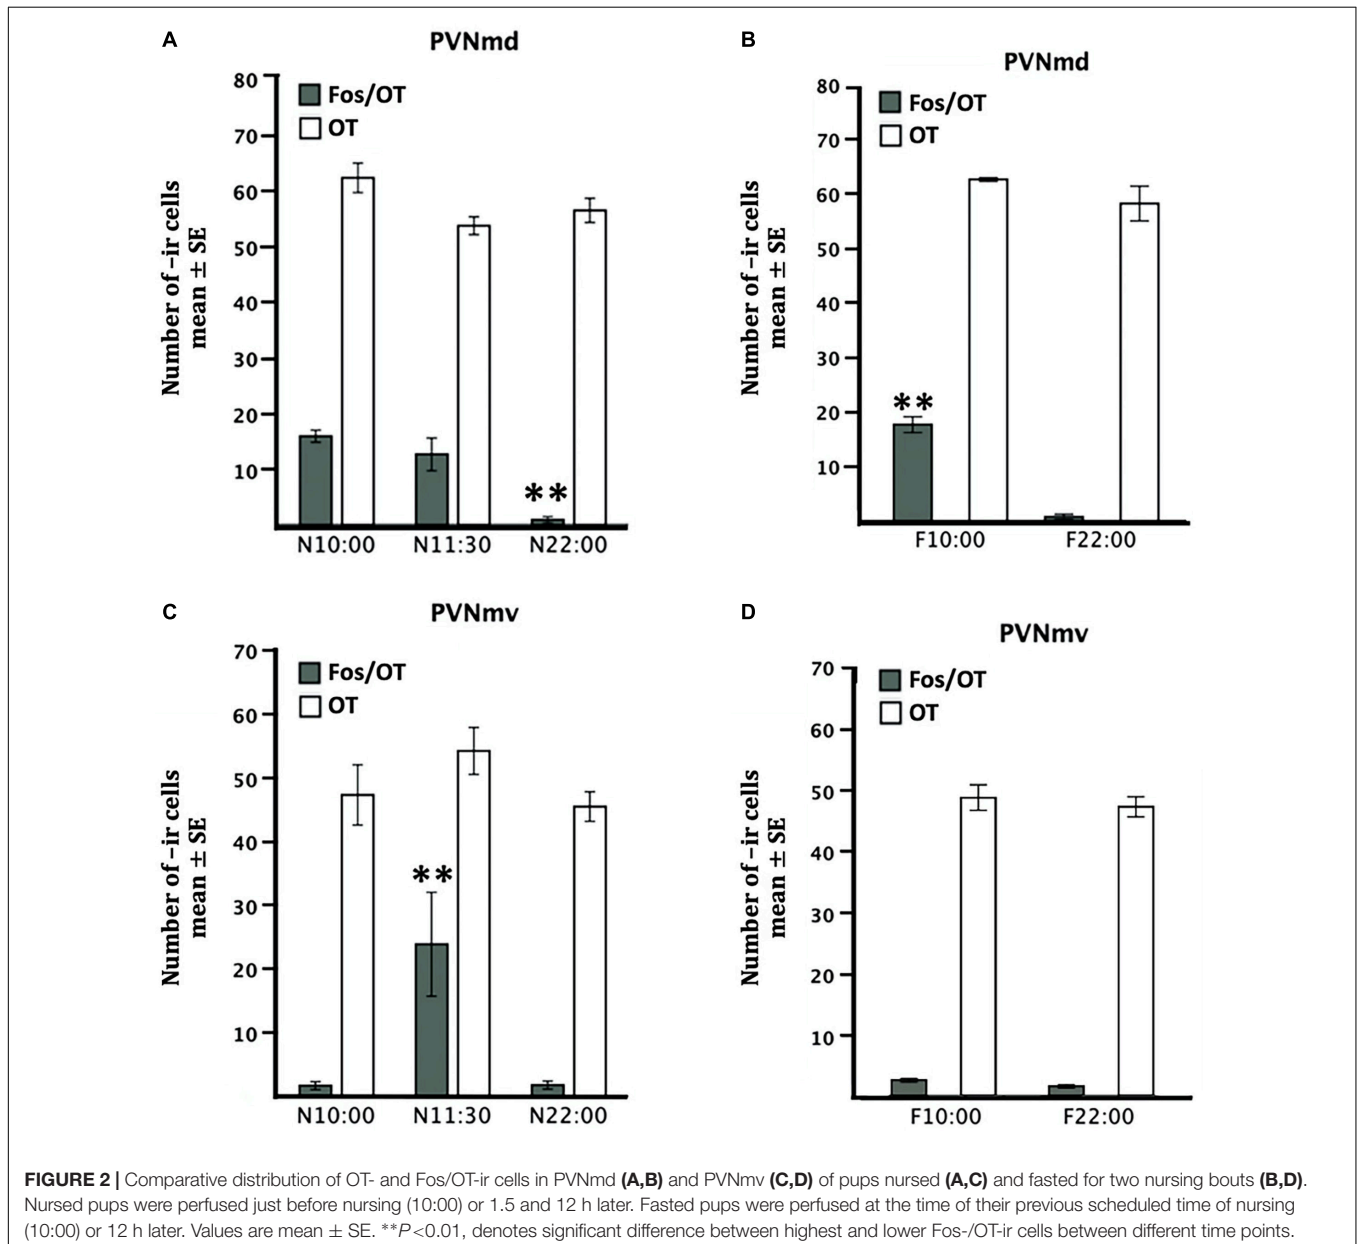 A
PVNmd
Fos/OT
OT
Number of -ir cells
mean ± SE
80
70
60
50
40
30
20
10
**
N10:00 N11:30 N22:00
B
PVNmd
Fos/OT
OT
Number of -ir cells
mean ± SE
80
70
60
50
40
30
20
10
**
F10:00 F22:00
C
PVNmv
Fos/OT
OT
Number of -ir cells
mean ± SE
70
60
50
40
30
20
10
**
N10:00 N11:30 N22:00
D
PVNmv
Fos/OT
OT
Number of -ir cells
mean ± SE
70
60
50
40
30
20
10
F10:00 F22:00
FIGURE 2 | Comparative distribution of OT- and Fos/OT-ir cells in PVNmd (A,B) and PVNmv (C,D) of pups nursed (A,C) and fasted for two nursing bouts (B,D).
Nursed pups were perfused just before nursing (10:00) or 1.5 and 12 h later. Fasted pups were perfused at the time of their previous scheduled time of nursing
(10:00) or 12 h later. Values are mean ± SE. **P<0.01, denotes significant difference between highest and lower Fos-/OT-ir cells between different time points.